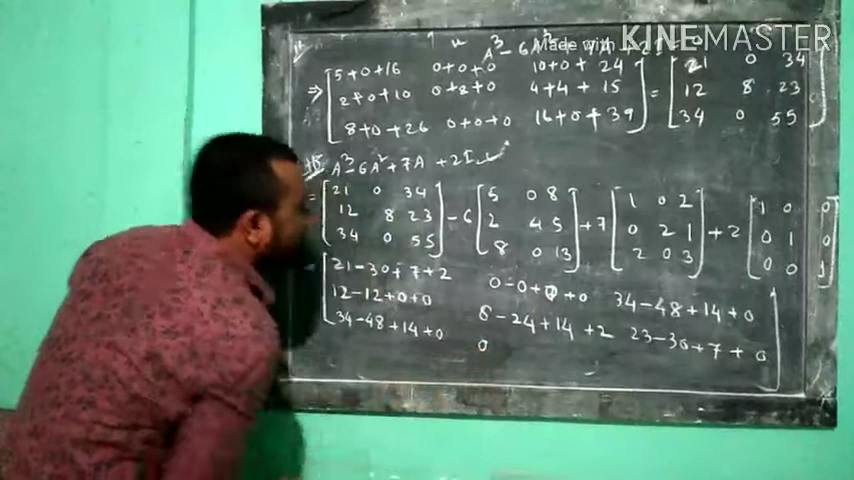 A³ - 6A² + 7A + 2I = 0
Made with KINEMASTER
⇒ [5+0+16 0+0+0 10+0+24] = [21 0 34]
2+0+10 0+8+0 4+4+15 12 8 23
8+0+26 0+0+0 16+0+39 34 0 55
A³ - 6A² + 7A + 2I
= [21 0 34] - 6 [5 0 8] + 7 [1 0 2] + 2 [1 0 0]
12 8 23 2 4 5 0 2 1 0 1 0
34 0 55 8 0 13 2 0 3 0 0 1
[21-30+7+2 0-0+0+0 34-48+14+0]
12-12+0+0 8-24+14+2 23-30+7+0
34-48+14+0 0